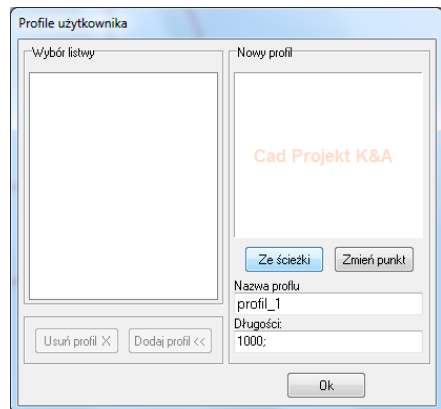 Profile użytkownika
Wybór listwy
Nowy profil
Cad Projekt K&A
Ze ścieżki
Zmień punkt
Nazwa proflu
profil_1
Długości:
1000;
Usuń profil X
Dodaj profil <<
Ok